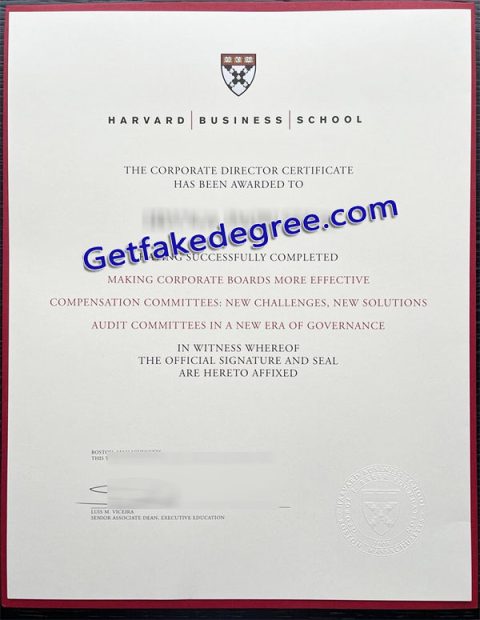 HARVARD | BUSINESS | SCHOOL
THE CORPORATE DIRECTOR CERTIFICATE
HAS BEEN AWARDED TO
Getfakedegree.com
SUCCESSFULLY COMPLETED
MAKING CORPORATE BOARDS MORE EFFECTIVE
COMPENSATION COMMITTEES: NEW CHALLENGES, NEW SOLUTIONS
AUDIT COMMITTEES IN A NEW ERA OF GOVERNANCE
IN WITNESS WHEREOF
THE OFFICIAL SIGNATURE AND SEAL
ARE HERETO AFFIXED
LUIS M. VICEIRA
SENIOR ASSOCIATE DEAN, EXECUTIVE EDUCATION